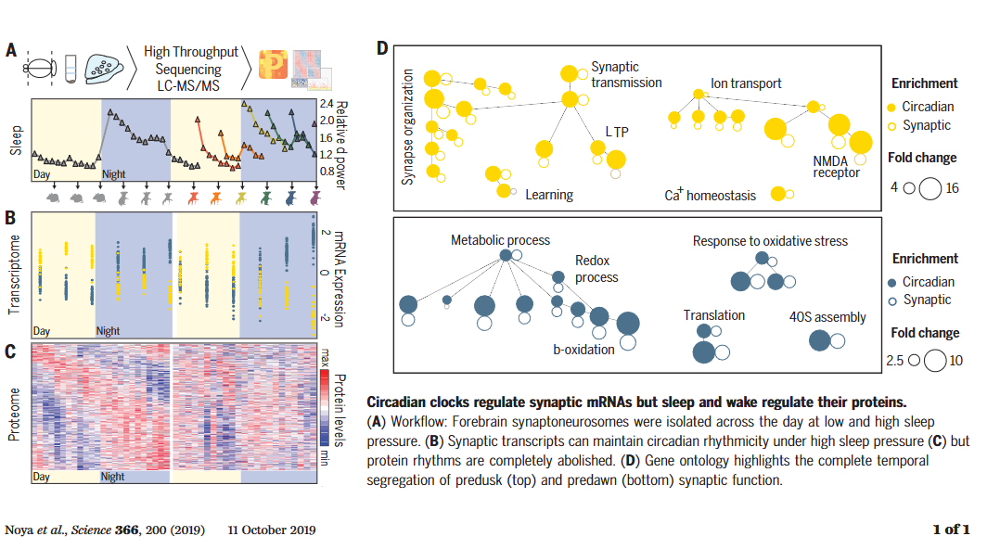 A
High Throughput
Sequencing
LC-MS/MS
P
Sleep
Day
Night
2.4
2.0
1.6
1.2
0.8
Relative d power
B
Transcriptome
Day
Night
2
0
-2
mRNA Expression
C
Proteome
Day
Night
max
min
Protein levels
D
Synapse organization
Synaptic
transmission
LTP
Learning
Ion transport
NMDA
receptor
Ca+ homeostasis
Enrichment
Circadian
Synaptic
Fold change
4
16
Metabolic process
Redox
process
b-oxidation
Response to oxidative stress
Translation
40S assembly
Enrichment
Circadian
Synaptic
Fold change
2.5
10
Circadian clocks regulate synaptic mRNAs but sleep and wake regulate their proteins.
(A) Workflow: Forebrain synaptoneurosomes were isolated across the day at low and high sleep
pressure. (B) Synaptic transcripts can maintain circadian rhythmicity under high sleep pressure (C) but
protein rhythms are completely abolished. (D) Gene ontology highlights the complete temporal
segregation of predusk (top) and predawn (bottom) synaptic function.
Noya et al., Science 366, 200 (2019) 11 October 2019
1 of 1